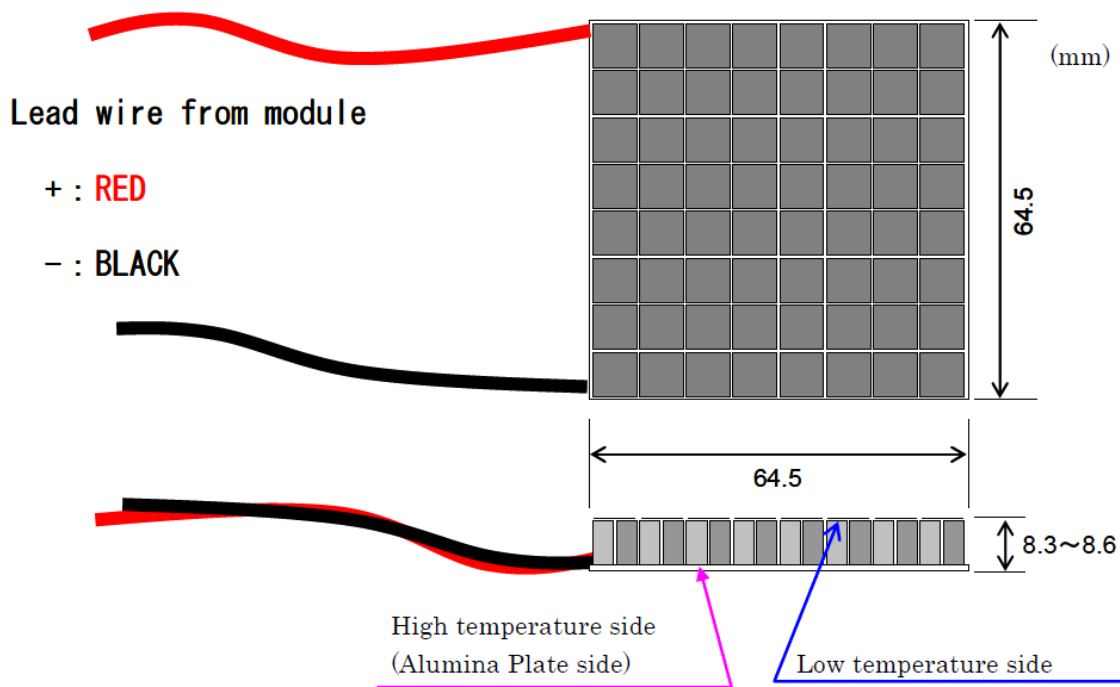 (mm)
Lead wire from module
+ : RED
− : BLACK
64.5
64.5
8.3～8.6
High temperature side
(Alumina Plate side)
Low temperature side